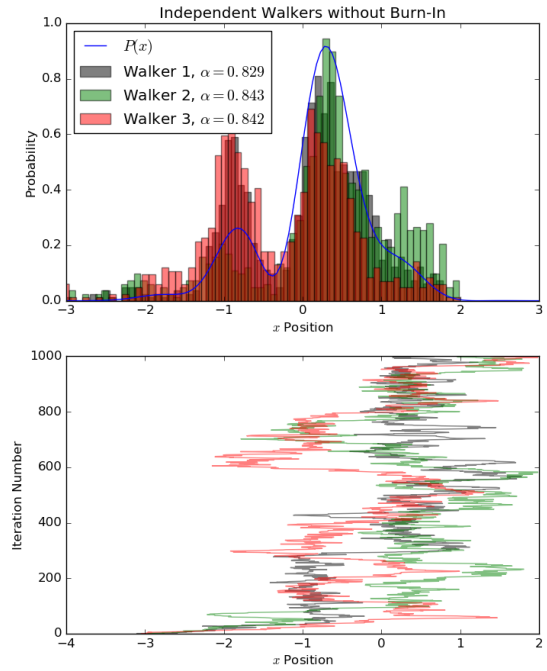 Independent Walkers without Burn-In
P(x)
Walker 1, α = 0.829
Walker 2, α = 0.843
Walker 3, α = 0.842
Probability
1.0
0.8
0.6
0.4
0.2
0.0
−3 −2 −1 0 1 2 3
x Position
Iteration Number
1000
800
600
400
200
0
−4 −3 −2 −1 0 1 2
x Position